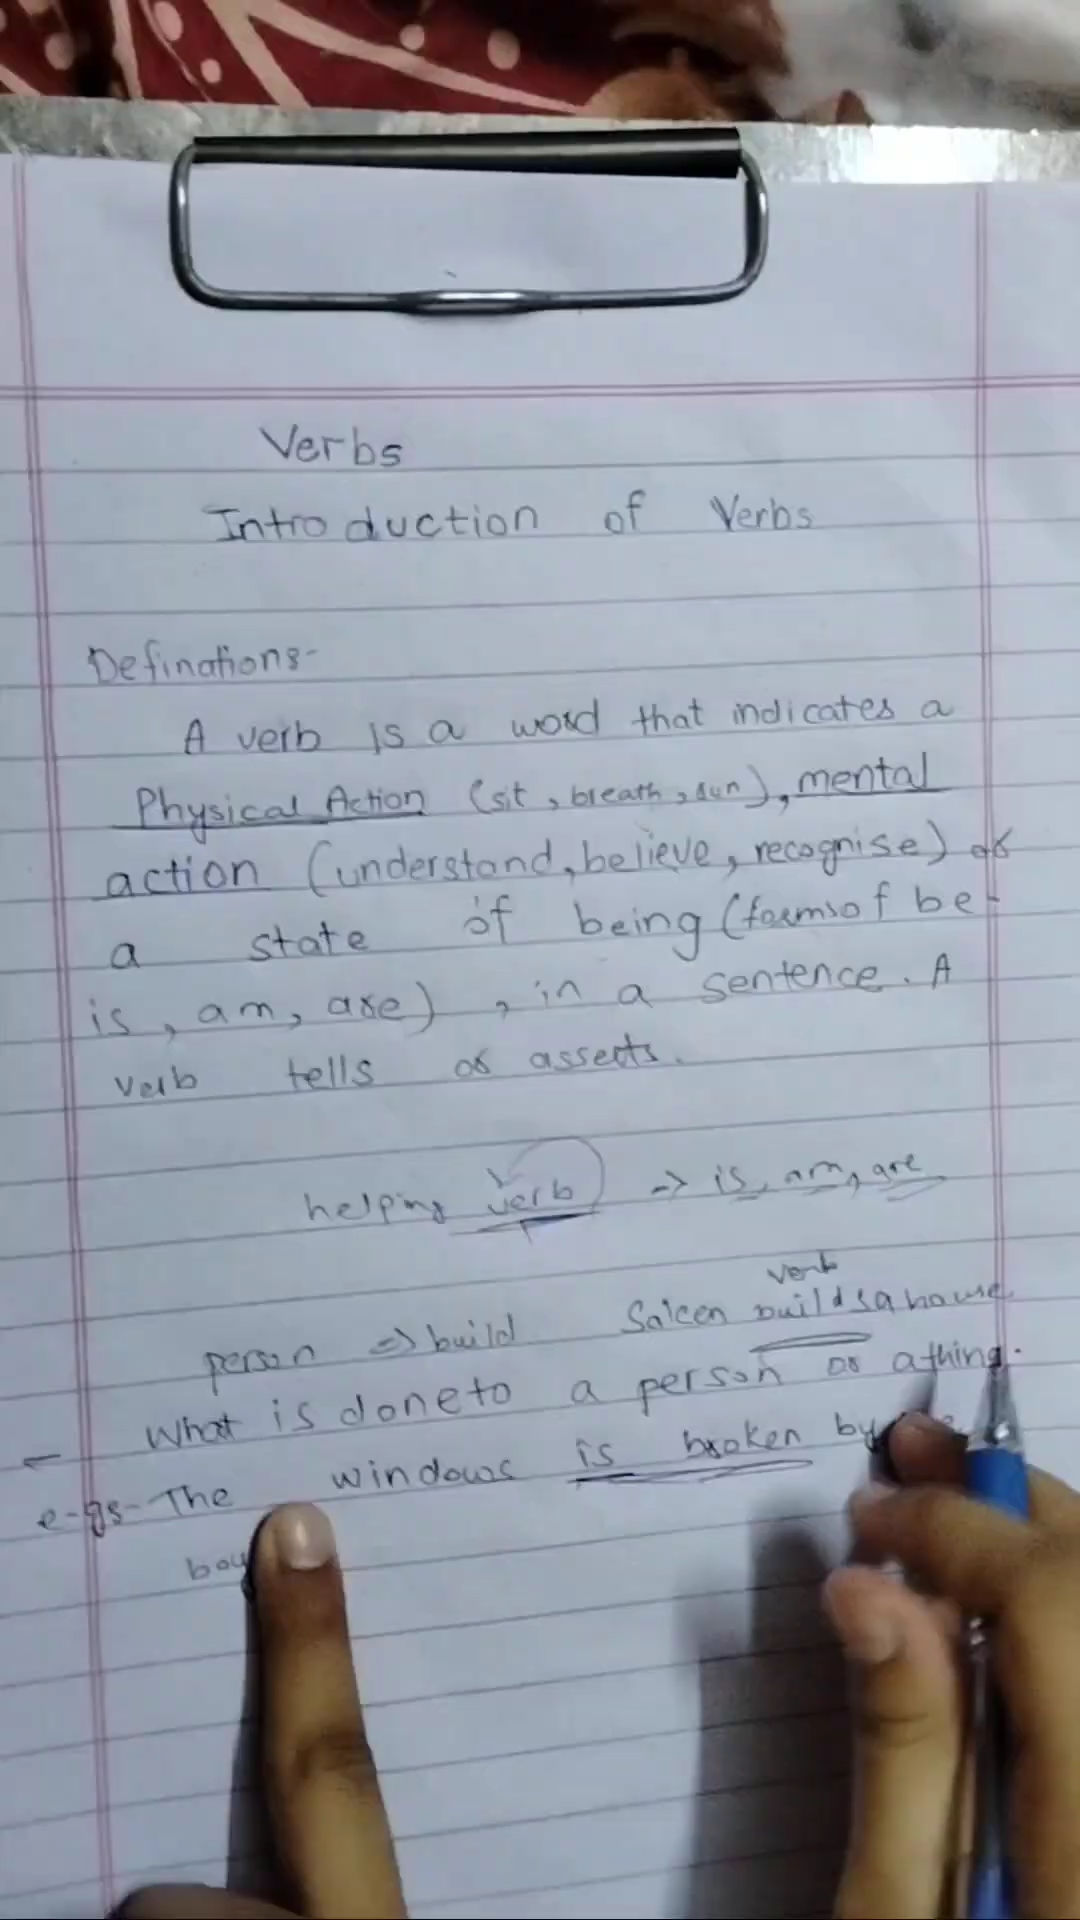 Verbs
Introduction of Verbs
Definations-
A verb is a word that indicates a
Physical Action (sit, breath, run), mental
action (understand, believe, recognise) or
a state of being (forms of be-
is, am, are), in a sentence. A
verb tells or asserts.
helping verb -> is, am, are
verb
person => build Saleen builds a house
What is done to a person or a thing.
e-gs- The windows is broken by
boy